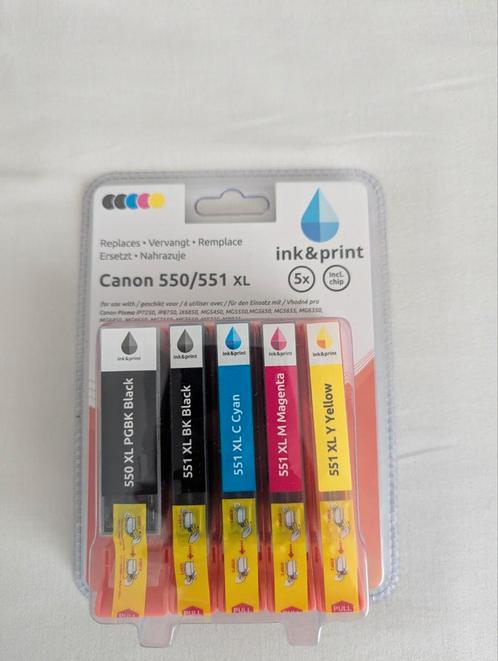 Replaces • Vervangt • Remplace
Ersetzt • Nahrazuje
Canon 550/551 XL
ink&print
5x
incl.
chip
(for use with / geschikt voor / à utiliser avec / für den Einsatz mit / Vhodné pro
Canon Pixma iP7250, iP8750, iX6850, MG5450, MG5550, MG5650, MG5655, MG6350,
ink&print
550 XL PGBK Black
ink&print
551 XL BK Black
ink&print
551 XL C Cyan
ink&print
551 XL M Magenta
ink&print
551 XL Y Yellow
PULL
PULL
PULL
PULL
PULL